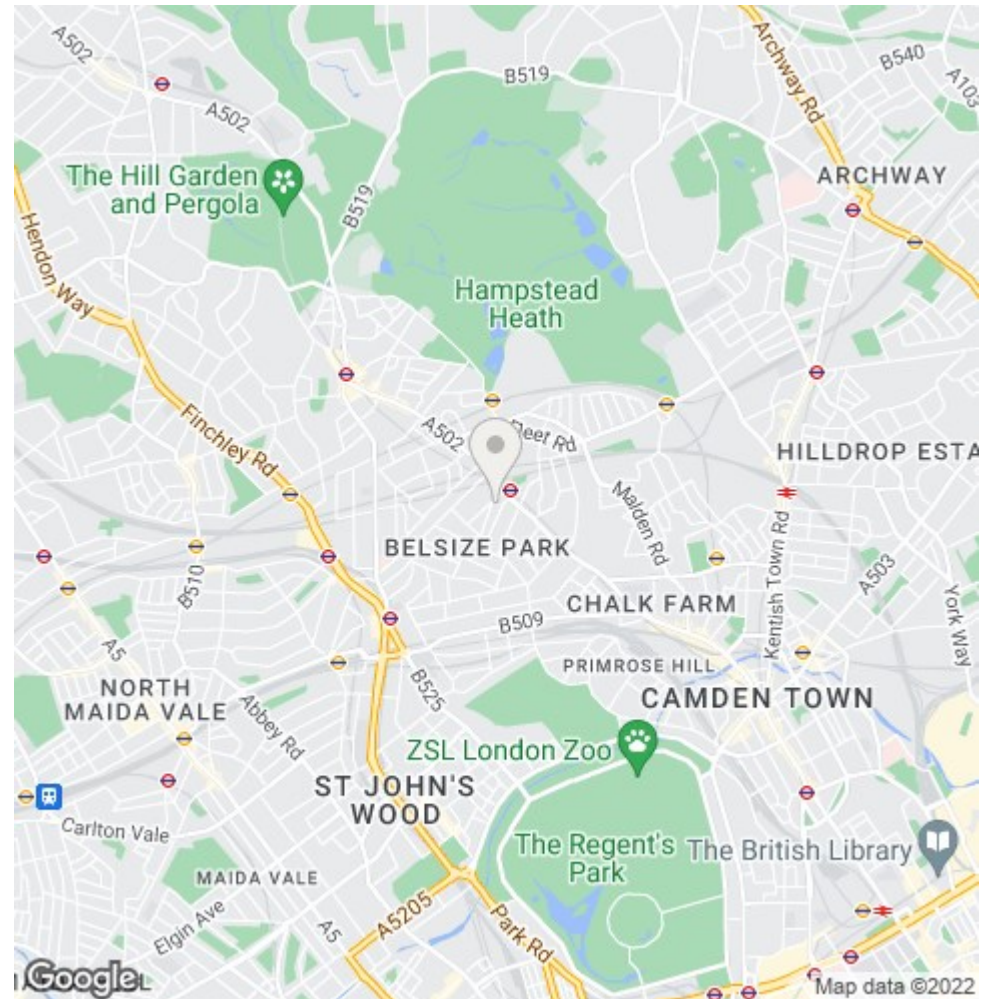 A502
B519
A502
Archway Rd
B540
A103
The Hill Garden
and Pergola
B519
ARCHWAY
Hendon Way
Hampstead
Heath
Finchley Rd
A502
Fleet Rd
HILLDROP ESTA
Malden Rd
BELSIZE PARK
B510
Kentish Town Rd
A503
York Way
CHALK FARM
B509
A5
PRIMROSE HILL
B525
NORTH
MAIDA VALE
Abbey Rd
CAMDEN TOWN
ZSL London Zoo
ST JOHN'S
WOOD
Carlton Vale
The Regent's
Park
The British Library
MAIDA VALE
Elgin Ave
A5
A5205
Park Rd
Google
Map data ©2022